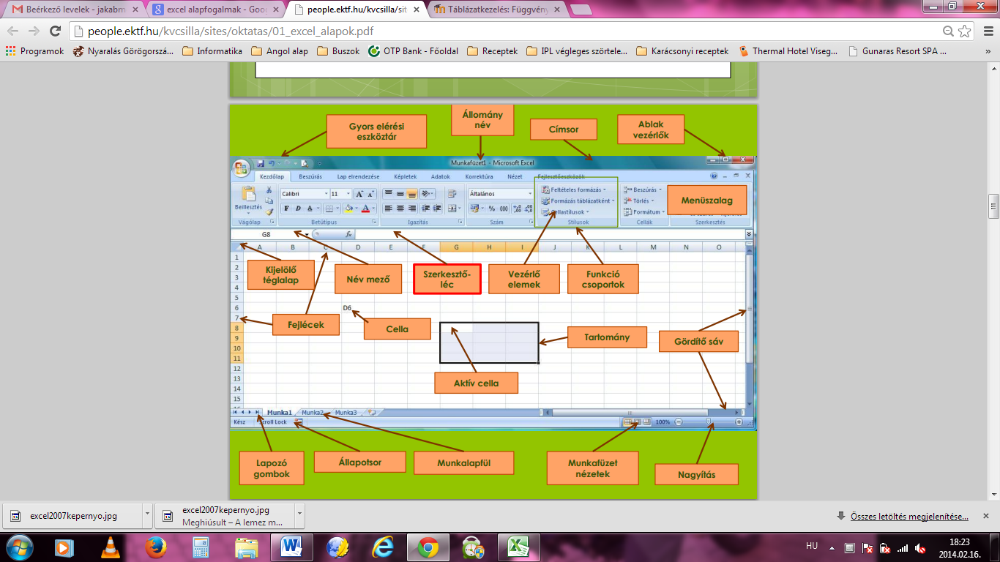 Beérkező levelek - jakabm
excel alapfogalmak - Goo
people.ektf.hu/kvcsilla/sit
Táblázatkezelés: Függvény
people.ektf.hu/kvcsilla/sites/oktatas/01_excel_alapok.pdf
Programok
Nyaralás Görögorszá...
Informatika
Angol alap
Buszok
OTP Bank - Főoldal
Receptek
IPL végleges szőrtele...
Karácsonyi receptek
Thermal Hotel Viseg...
Gunaras Resort SPA ...
Gyors elérési
eszköztár
Állomány
név
Címsor
Ablak
vezérlők
Munkafüzet1 - Microsoft Excel
Kezdőlap
Beszúrás
Lap elrendezése
Képletek
Adatok
Korrektúra
Nézet
Fejlesztőeszközök
Beillesztés
Vágólap
Calibri
11
A A
F D A
A
Betűtípus
Igazítás
Általános
% 000
Szám
Feltételes formázás
Formázás táblázatként
Cellastílusok
Stílusok
Beszúrás
Törlés
Formátum
Cellák
Menüszalag
Szerkesztés
G8
fx
A B C D E F G H I J K L M N O
1
2
3
4
5
6
7
8
9
10
11
12
13
14
15
16
Kijelölő
téglalap
Név mező
Szerkesztő-
léc
Vezérlő
elemek
Funkció
csoportok
D6
Fejlécek
Cella
Tartomány
Gördítő sáv
Aktív cella
Munka1
Munka2
Munka3
Kész
Scroll Lock
100%
Lapozó
gombok
Állapotsor
Munkalapfül
Munkafüzet
nézetek
Nagyítás
excel2007kepernyo.jpg
excel2007kepernyo.jpg
Meghiúsult – A lemez m...
Összes letöltés megjelenítése...
HU
18:23
2014.02.16.